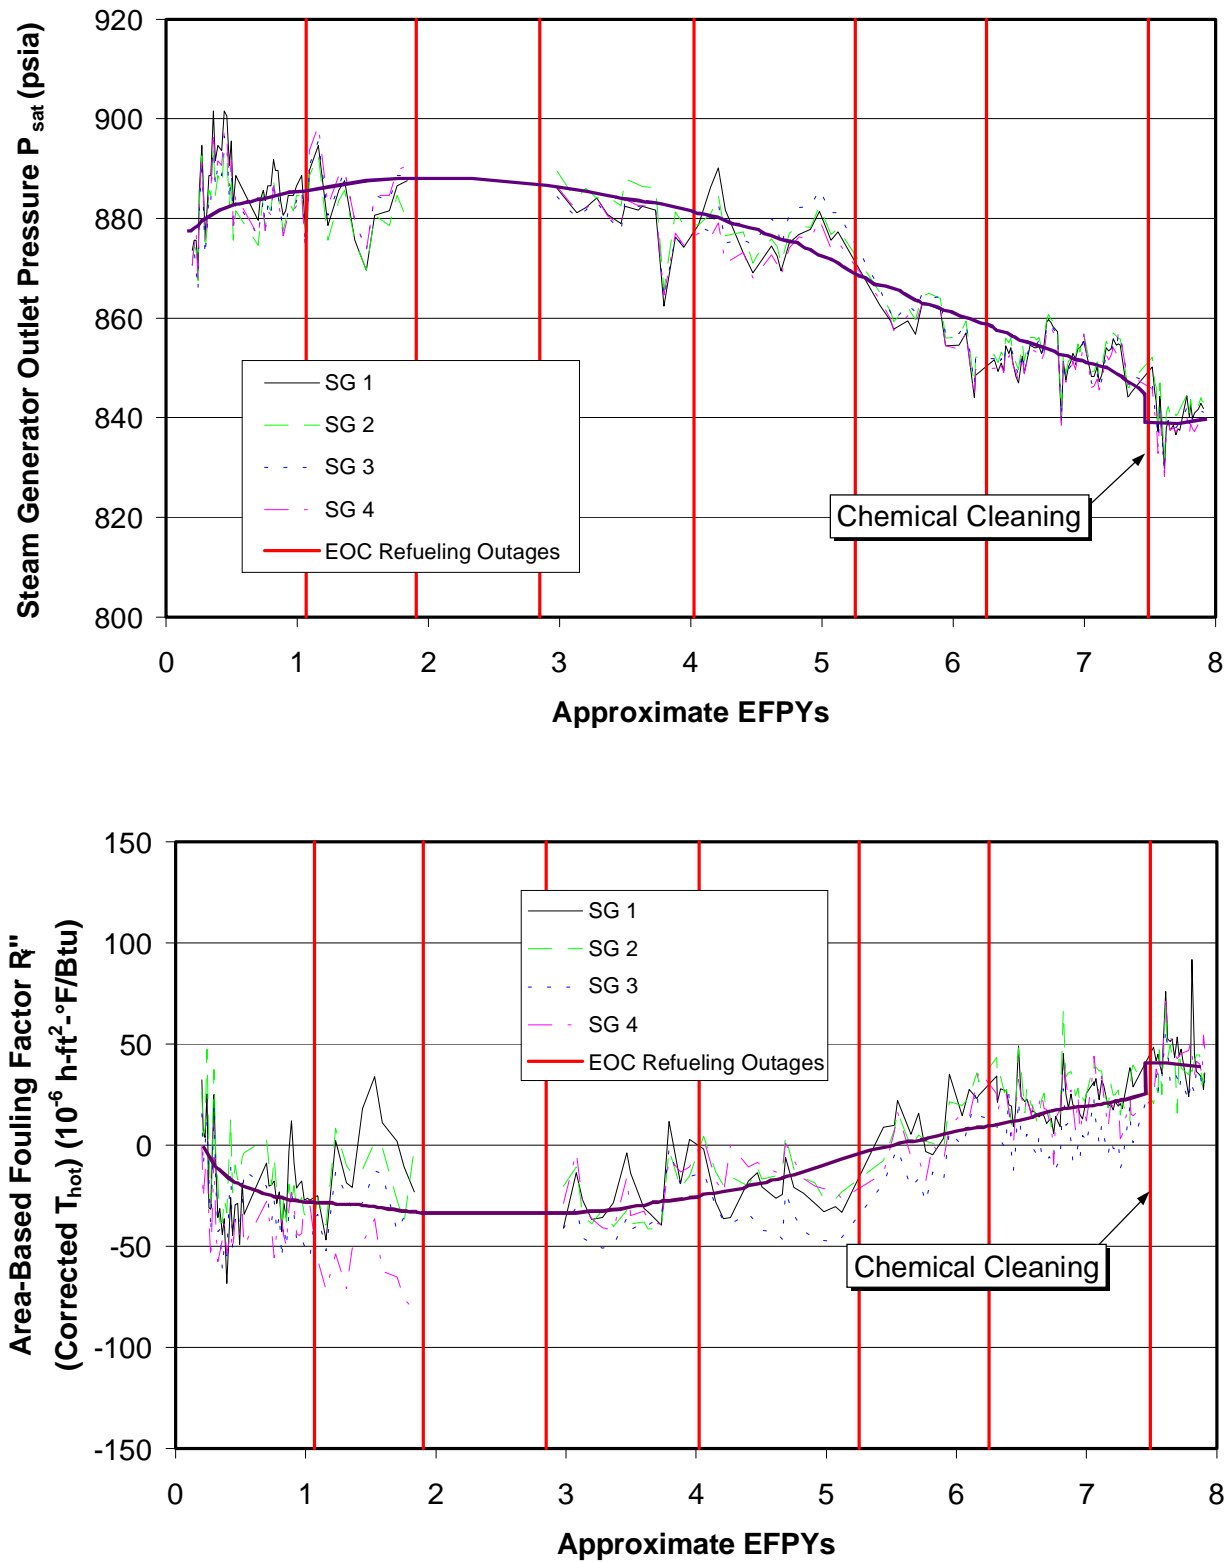 Steam Generator Outlet Pressure P sat (psia)
920
900
880
860
840
820
800
SG 1
SG 2
SG 3
SG 4
EOC Refueling Outages
Chemical Cleaning
0 1 2 3 4 5 6 7 8
Approximate EFPYs
Area-Based Fouling Factor Rf"
(Corrected Thot) (10-6 h-ft2-°F/Btu)
150
100
50
0
-50
-100
-150
SG 1
SG 2
SG 3
SG 4
EOC Refueling Outages
Chemical Cleaning
0 1 2 3 4 5 6 7 8
Approximate EFPYs